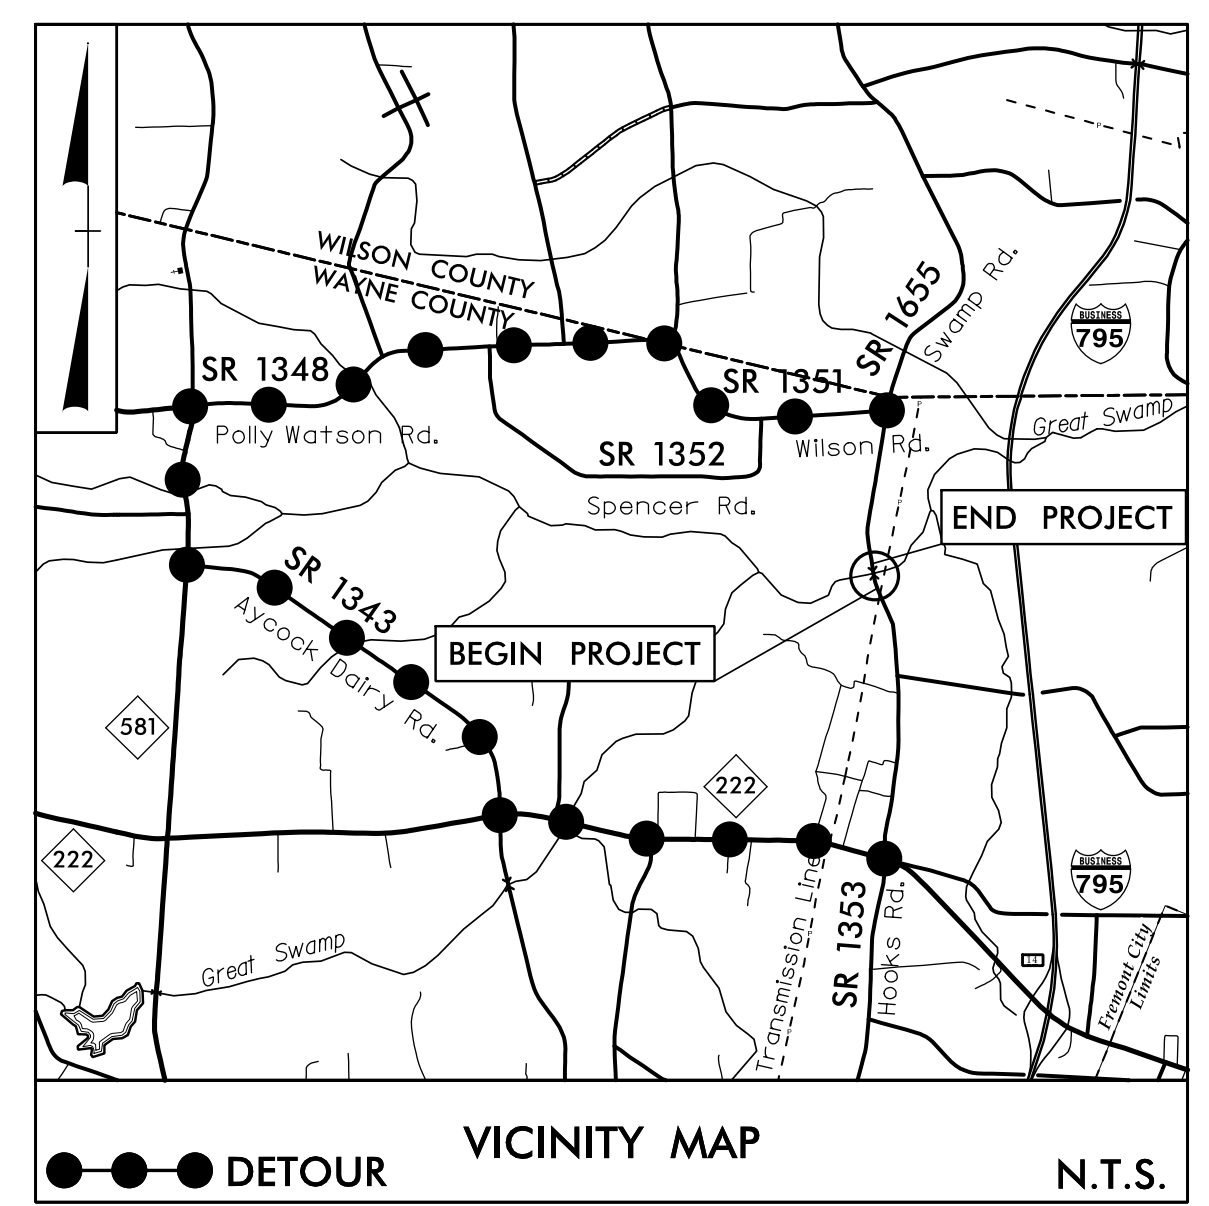 P
WILSON COUNTY
WAYNE COUNTY
SR 1655
Swamp Rd.
BUSINESS
795
SR 1348
SR 1351
P
Great Swamp
Polly Watson Rd.
Wilson Rd.
SR 1352
Spencer Rd.
P
END PROJECT
SR 1343
Aycock Dairy Rd.
BEGIN PROJECT
581
222
222
BUSINESS
795
Transmission Line
P
P
SR 1353
Hooks Rd.
Great Swamp
14
Fremont City
Limits
VICINITY MAP
DETOUR
N.T.S.